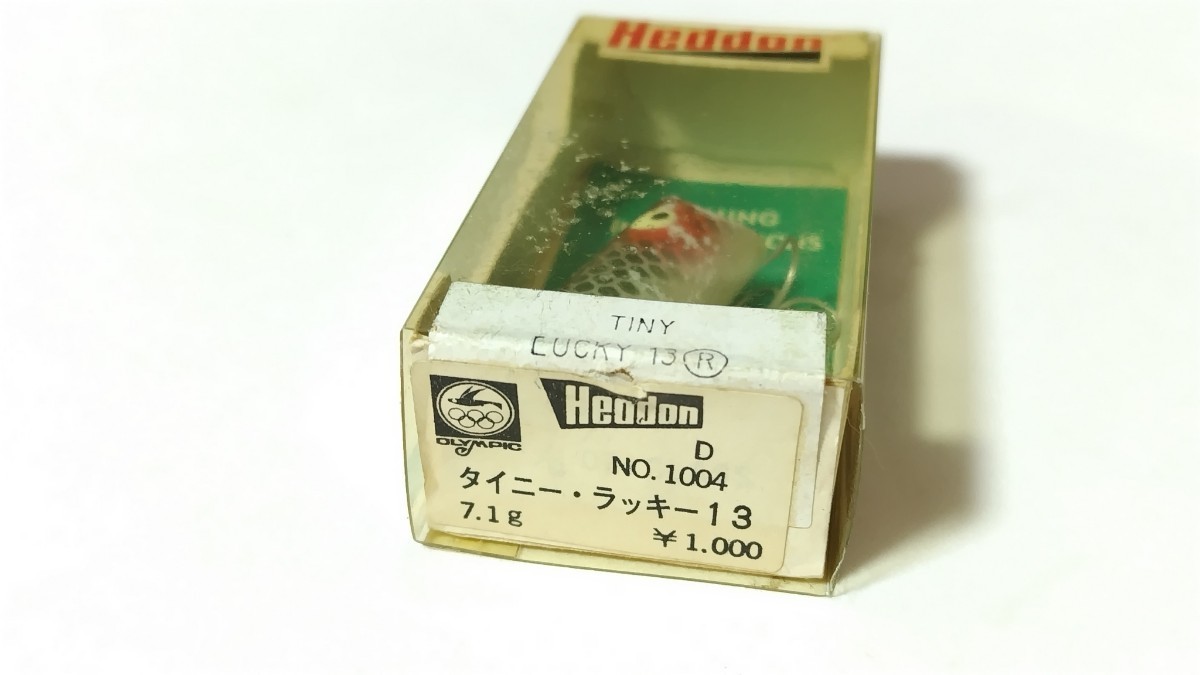 Heddon
TINY
LUCKY 13 ®
OLYMPIC
Heddon
D
NO. 1004
タイニー・ラッキー13
7.1g
¥1.000